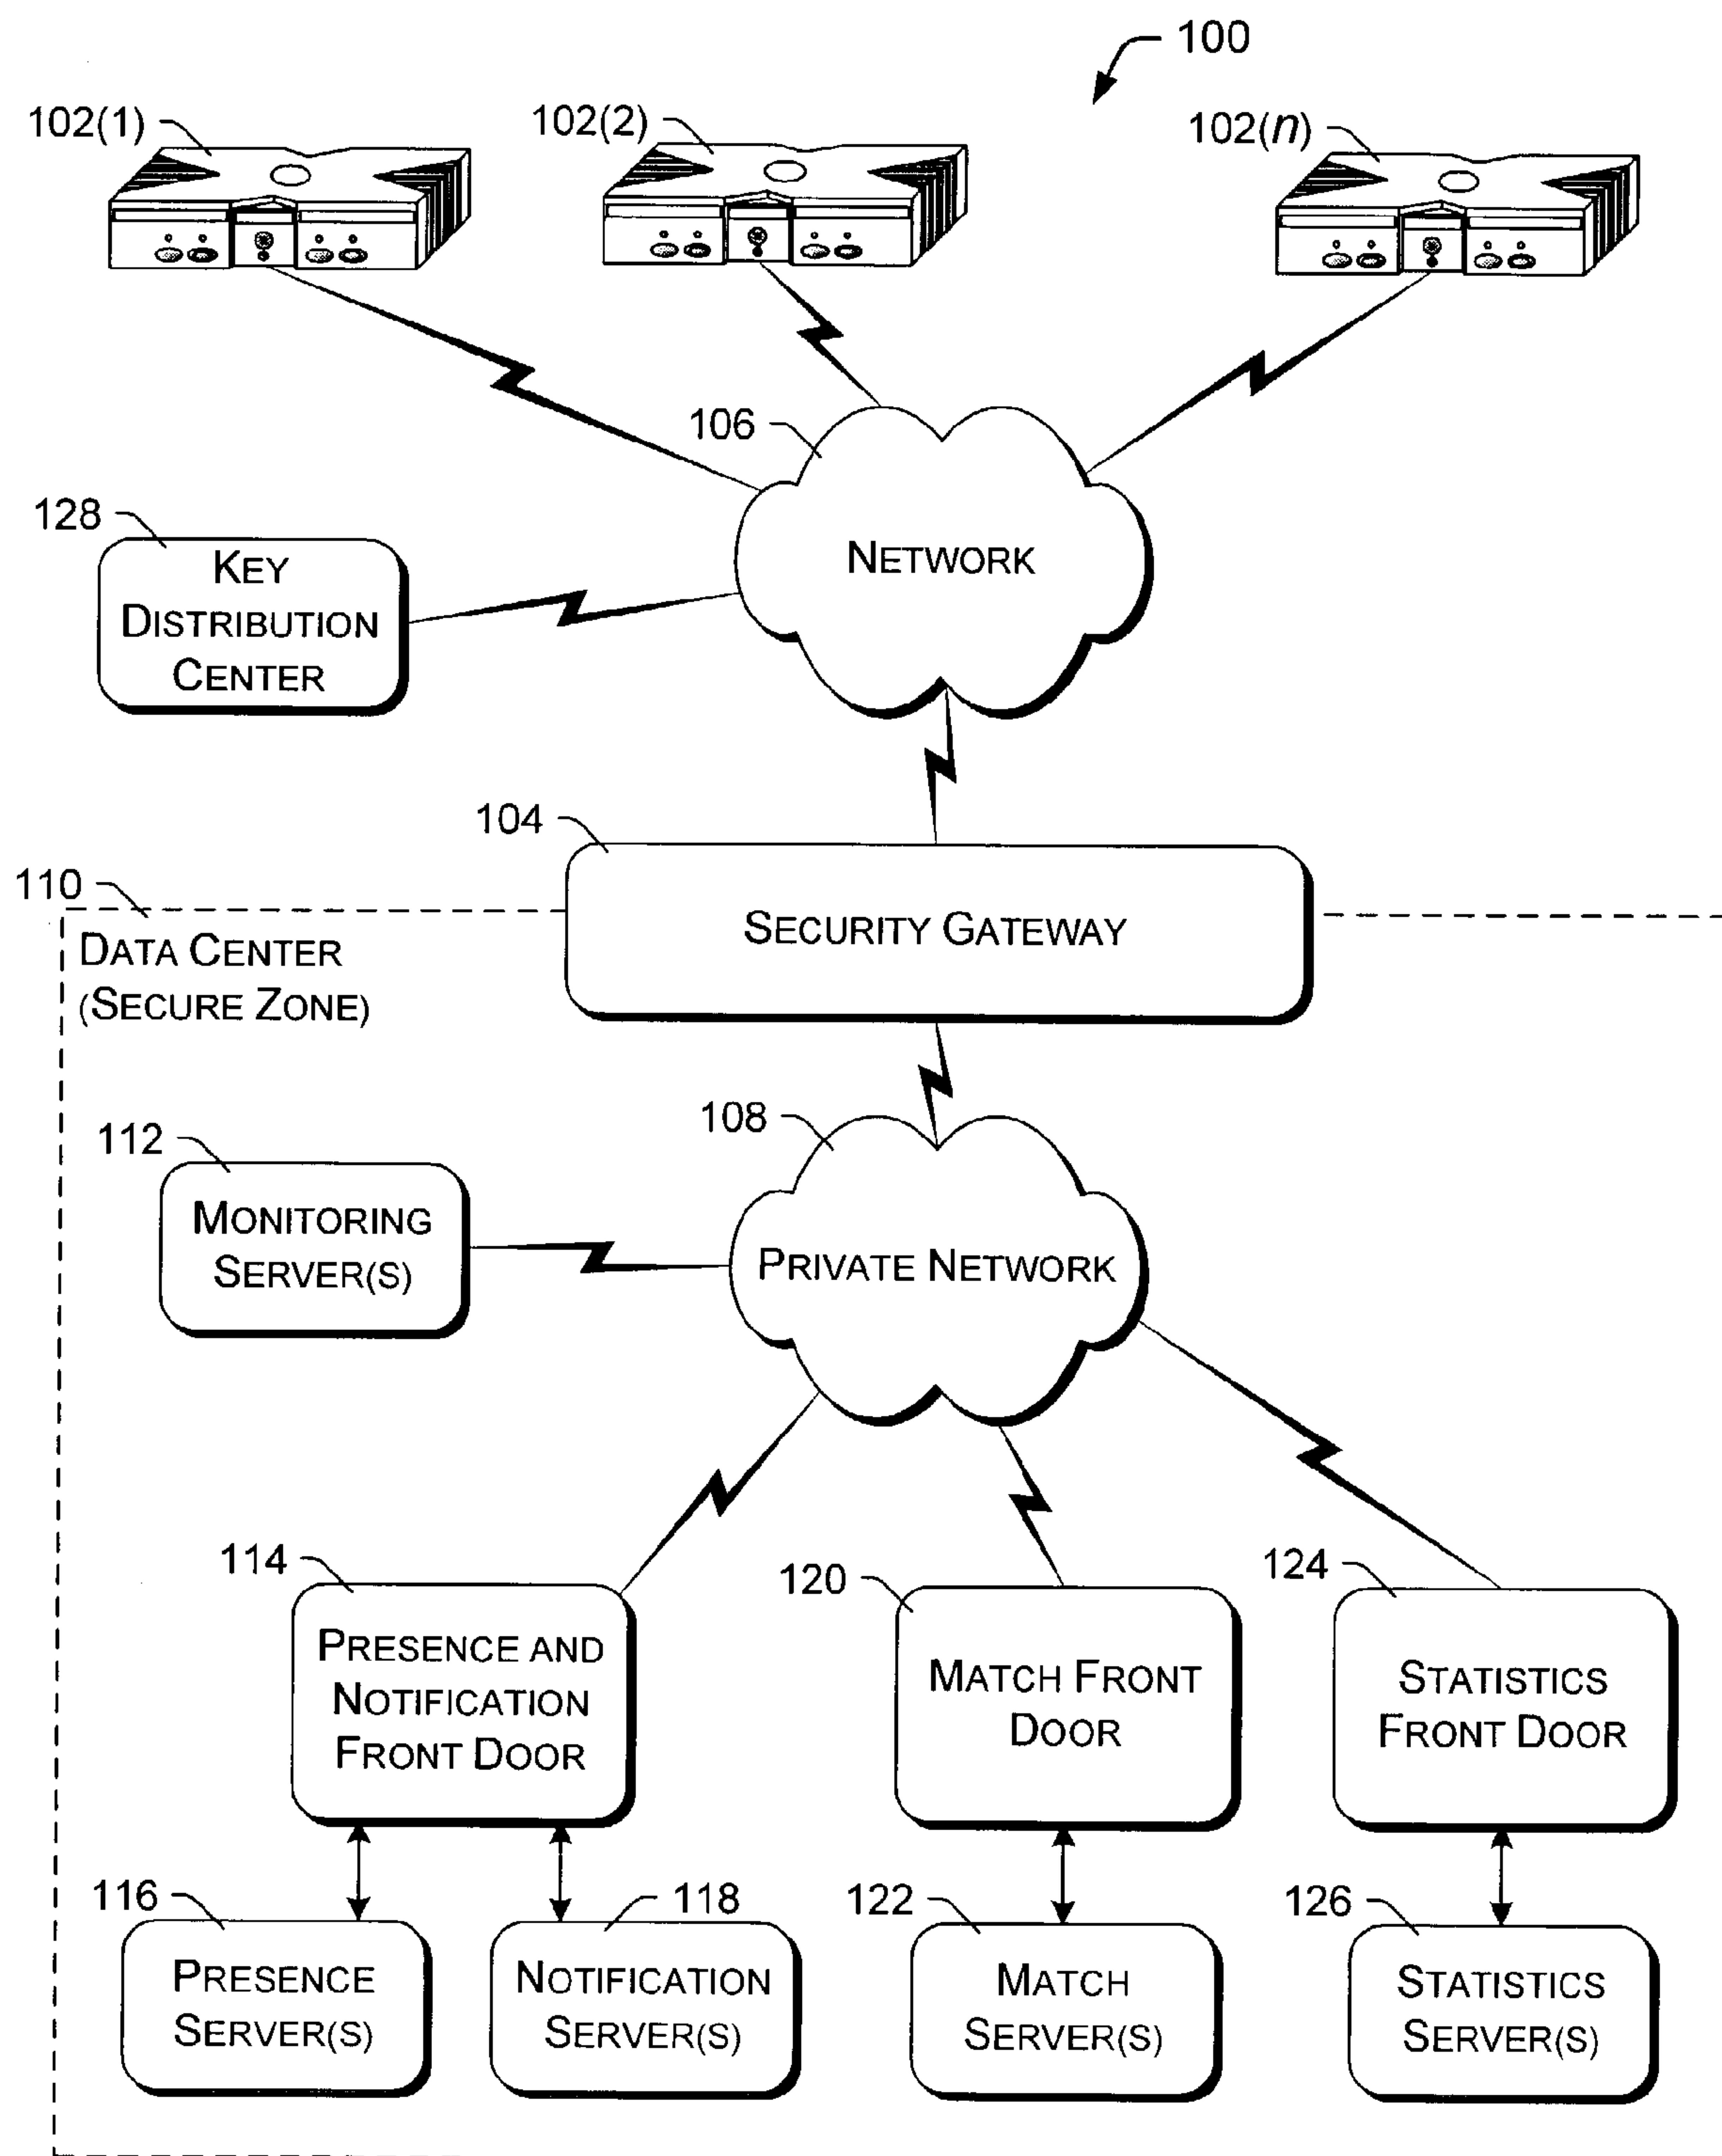 100
102(1)
102(2)
102(n)
106
NETWORK
128
KEY
DISTRIBUTION
CENTER
104
SECURITY GATEWAY
110
DATA CENTER
(SECURE ZONE)
108
PRIVATE NETWORK
112
MONITORING
SERVER(S)
114
PRESENCE AND
NOTIFICATION
FRONT DOOR
120
MATCH FRONT
DOOR
124
STATISTICS
FRONT DOOR
116
PRESENCE
SERVER(S)
118
NOTIFICATION
SERVER(S)
122
MATCH
SERVER(S)
126
STATISTICS
SERVER(S)